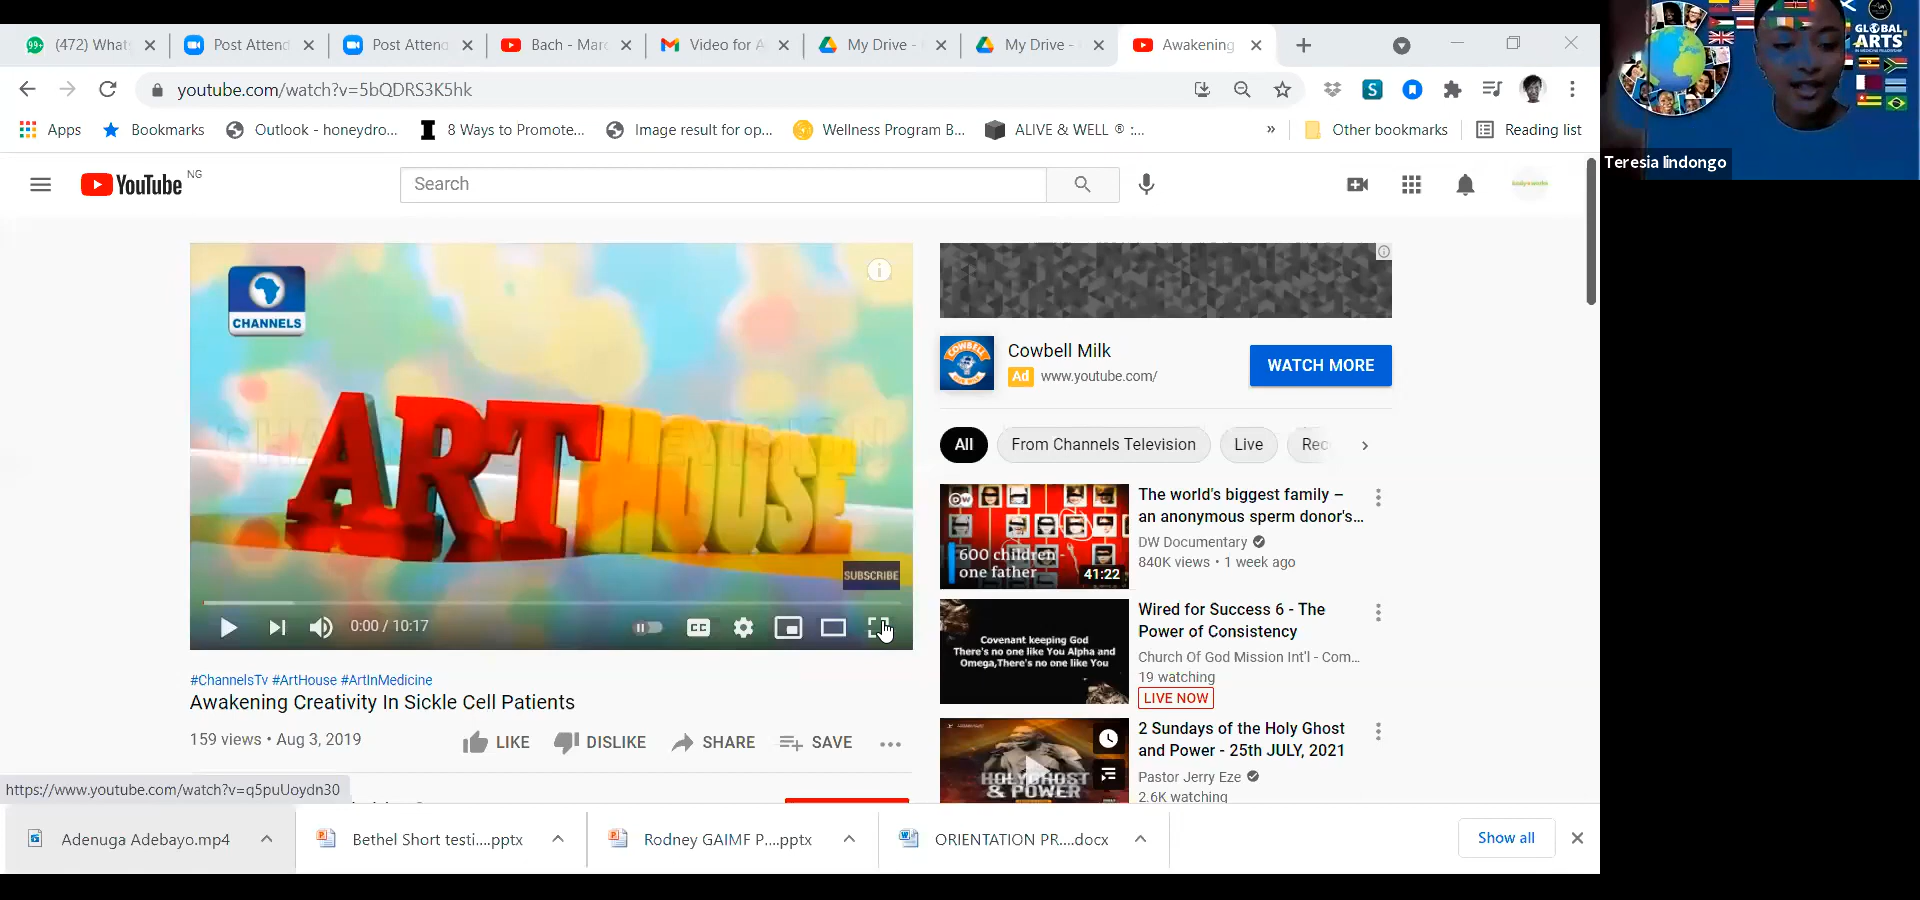 (472) What
Post Attend
Post Attend
Bach - Marc
Video for A
My Drive -
My Drive -
Awakening
youtube.com/watch?v=5bQDRS3K5hk
Apps
Bookmarks
Outlook - honeydro...
8 Ways to Promote...
Image result for op...
Wellness Program B...
ALIVE & WELL ® :...
»
Other bookmarks
Reading list
GLOBAL
ARTS
Teresia Iindongo
YouTube NG
Search
CHANNELS
ARTHOUSE
SUBSCRIBE
0:00 / 10:17
CC
#ChannelsTv #ArtHouse #ArtInMedicine
Awakening Creativity In Sickle Cell Patients
159 views • Aug 3, 2019
LIKE
DISLIKE
SHARE
SAVE
Cowbell Milk
Ad www.youtube.com/
WATCH MORE
All
From Channels Television
Live
Rec
DW
600 children -
one father
41:22
The world's biggest family –
an anonymous sperm donor's...
DW Documentary
840K views • 1 week ago
Covenant keeping God
There's no one like You Alpha and
Omega,There's no one like You
Wired for Success 6 - The
Power of Consistency
Church Of God Mission Int'l - Com...
19 watching
LIVE NOW
HOLYGHOST
& POWER
2 Sundays of the Holy Ghost
and Power - 25th JULY, 2021
Pastor Jerry Eze
2.6K watching
https://www.youtube.com/watch?v=q5puUoydn30
Adenuga Adebayo.mp4
Bethel Short testi....pptx
Rodney GAIMF P....pptx
ORIENTATION PR....docx
Show all